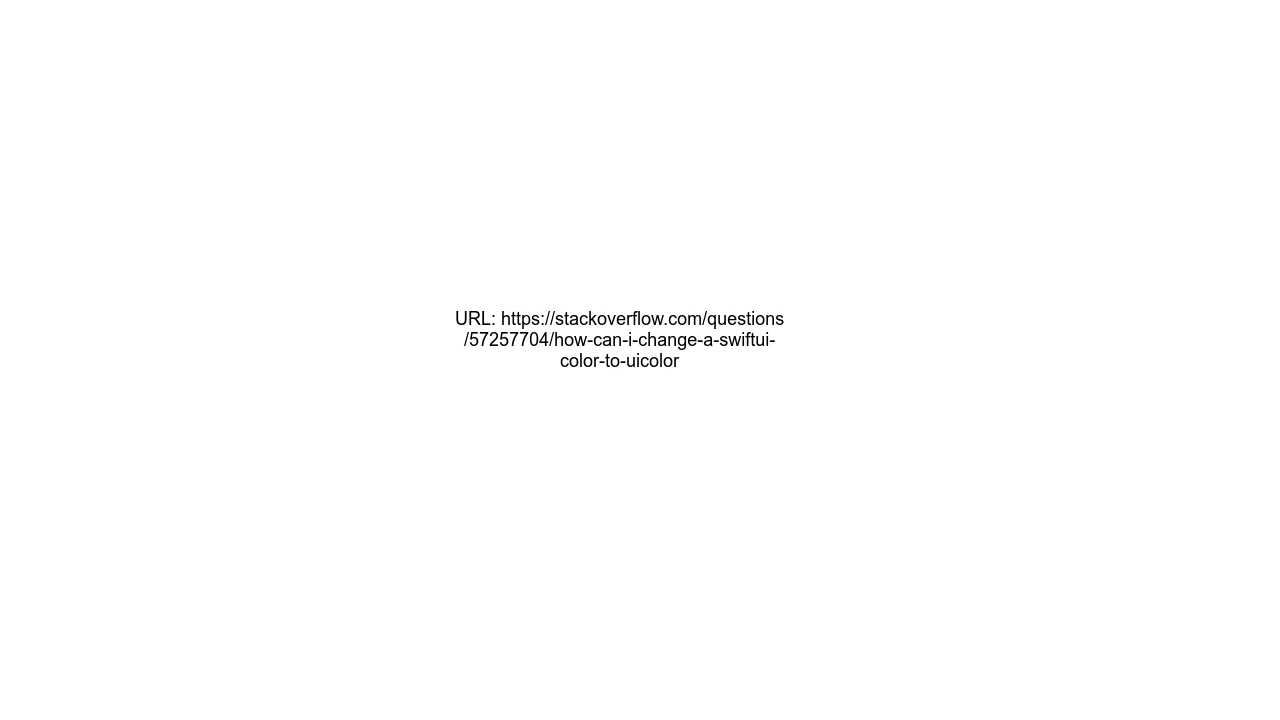 URL: https://stackoverflow.com/questions
/57257704/how-can-i-change-a-swiftui-
color-to-uicolor